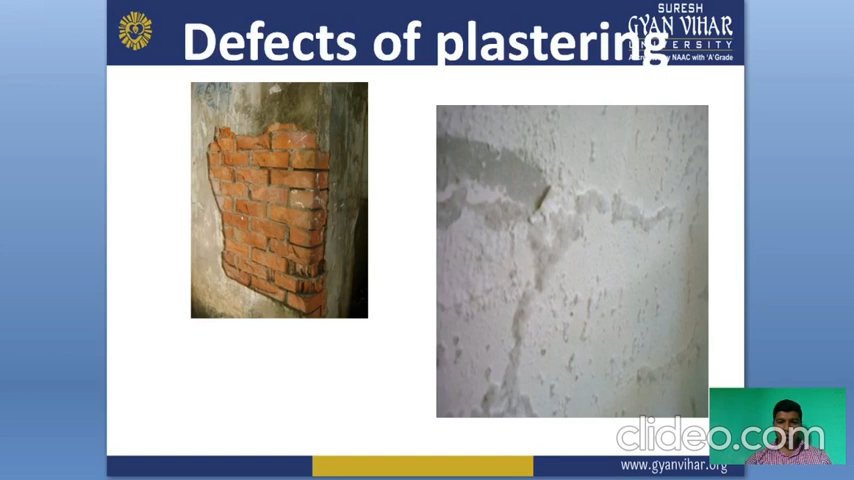 Defects of plastering
SURESH
GYAN VIHAR
UNIVERSITY
NAAC with 'A' Grade
clideo.com
www.gyanvihar.org